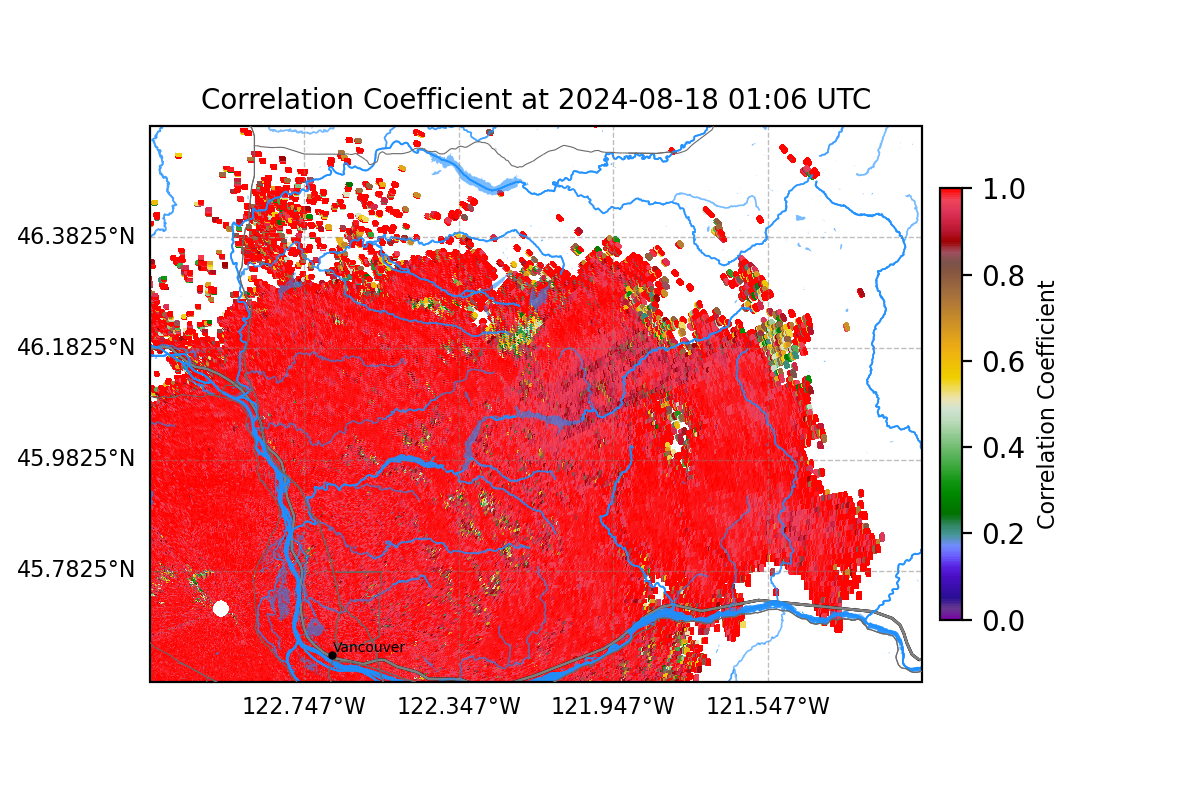 Correlation Coefficient at 2024-08-18 01:06 UTC
46.3825°N
46.1825°N
45.9825°N
45.7825°N
Vancouver
122.747°W 122.347°W 121.947°W 121.547°W
1.0
0.8
0.6
0.4
0.2
0.0
Correlation Coefficient